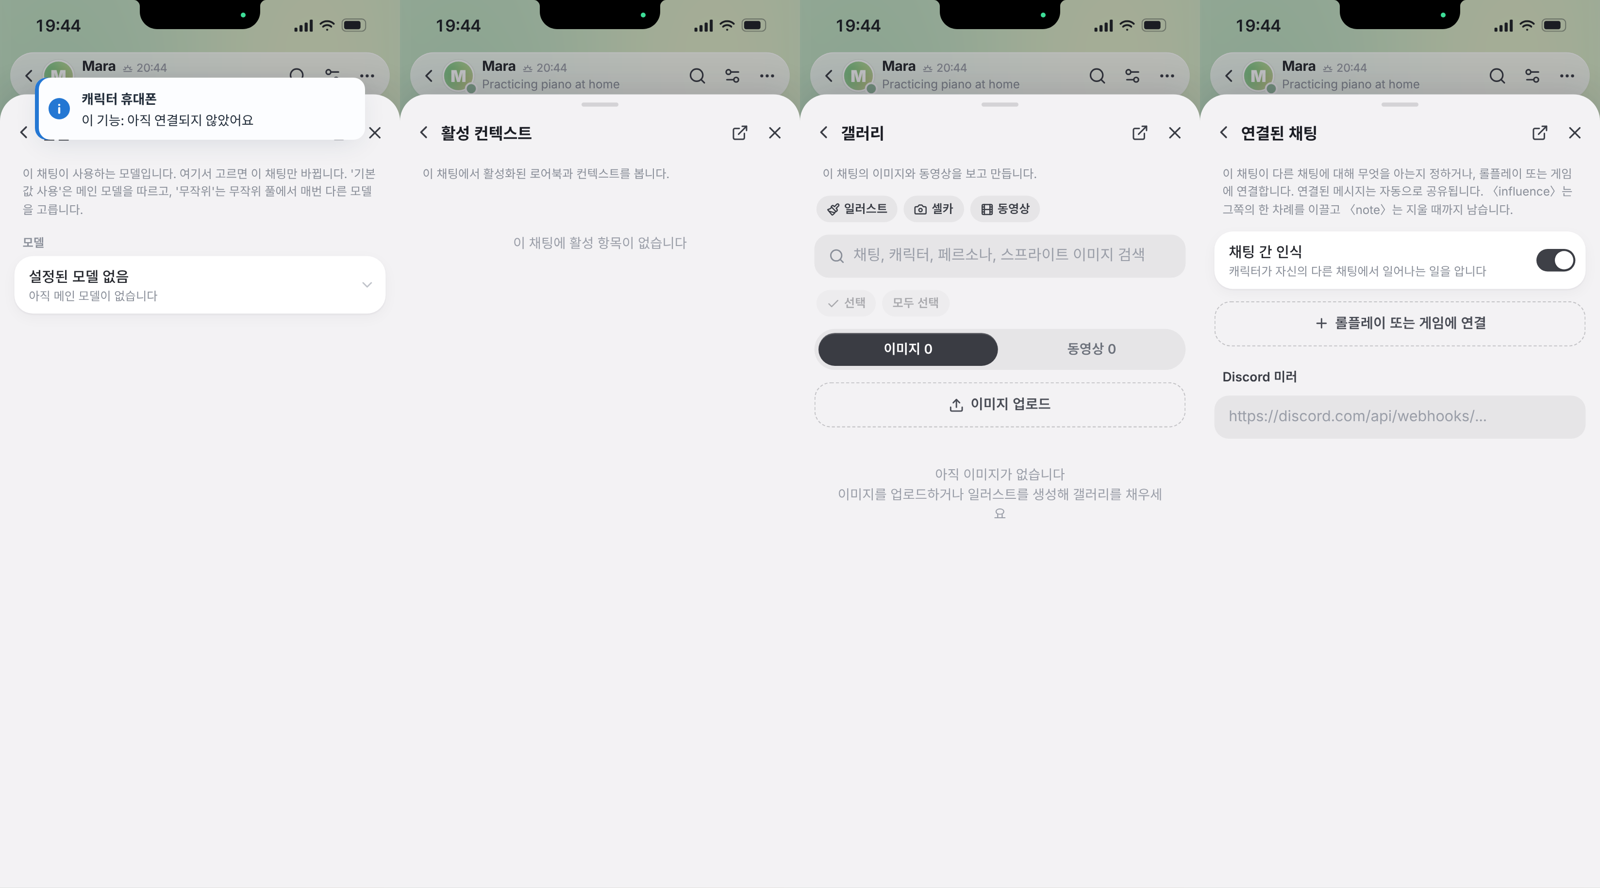 19:44
Mara 20:44
캐릭터 휴대폰
이 기능: 아직 연결되지 않았어요
이 채팅이 사용하는 모델입니다. 여기서 고르면 이 채팅만 바뀝니다. '기본
값 사용'은 메인 모델을 따르고, '무작위'는 무작위 풀에서 매번 다른 모델
을 고릅니다.
모델
설정된 모델 없음
아직 메인 모델이 없습니다
19:44
M
Mara 20:44
Practicing piano at home
활성 컨텍스트
이 채팅에서 활성화된 로어북과 컨텍스트를 봅니다.
이 채팅에 활성 항목이 없습니다
19:44
M
Mara 20:44
Practicing piano at home
갤러리
이 채팅의 이미지와 동영상을 보고 만듭니다.
일러스트 셀카 동영상
채팅, 캐릭터, 페르소나, 스프라이트 이미지 검색
선택 모두 선택
이미지 0 동영상 0
이미지 업로드
아직 이미지가 없습니다
이미지를 업로드하거나 일러스트를 생성해 갤러리를 채우세
요
19:44
M
Mara 20:44
Practicing piano at home
연결된 채팅
이 채팅이 다른 채팅에 대해 무엇을 아는지 정하거나, 롤플레이 또는 게임
에 연결합니다. 연결된 메시지는 자동으로 공유됩니다. 〈influence〉는
그쪽의 한 차례를 이끌고 〈note〉는 지울 때까지 남습니다.
채팅 간 인식
캐릭터가 자신의 다른 채팅에서 일어나는 일을 압니다
롤플레이 또는 게임에 연결
Discord 미러
https://discord.com/api/webhooks/...